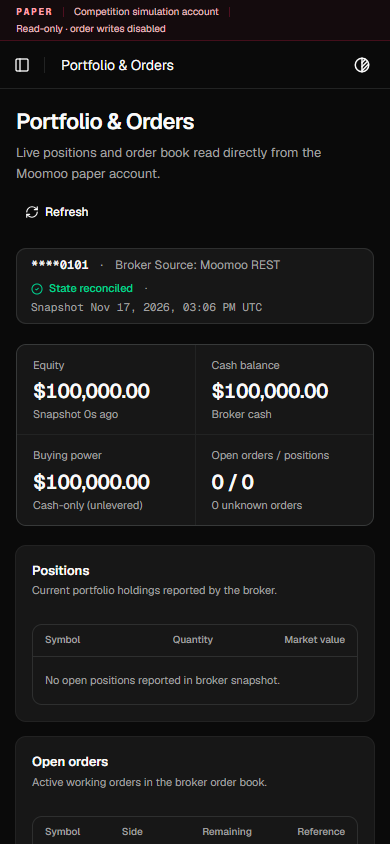 PAPER Competition simulation account
Read-only · order writes disabled
Portfolio & Orders
Portfolio & Orders
Live positions and order book read directly from the
Moomoo paper account.
Refresh
****0101 · Broker Source: Moomoo REST
State reconciled ·
Snapshot Nov 17, 2026, 03:06 PM UTC
Equity
$100,000.00
Snapshot 0s ago
Cash balance
$100,000.00
Broker cash
Buying power
$100,000.00
Cash-only (unlevered)
Open orders / positions
0 / 0
0 unknown orders
Positions
Current portfolio holdings reported by the broker.
Symbol Quantity Market value
No open positions reported in broker snapshot.
Open orders
Active working orders in the broker order book.
Symbol Side Remaining Reference